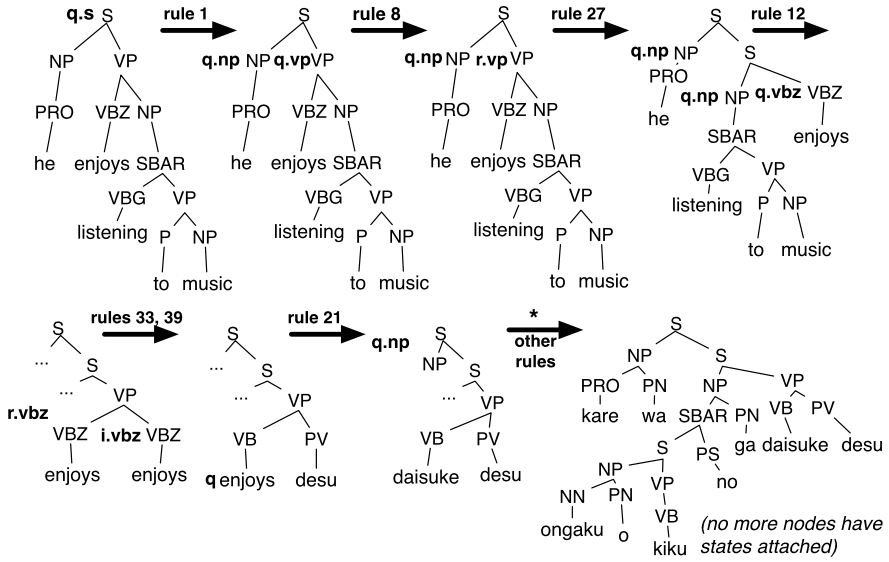 q.s S rule 1 S rule 8 S rule 27 S rule 12
NP VP q.np NP q.vp VP q.np NP r.vp VP q.np NP S
PRO VBZ NP PRO VBZ NP PRO VBZ NP PRO q.np NP q.vbz VBZ
he enjoys SBAR he enjoys SBAR he enjoys SBAR he SBAR enjoys
VBG VP VBG VP VBG VP VBG VP
listening P NP listening P NP listening P NP listening P NP
to music to music to music to music
S rules 33, 39 S rule 21 S * other rules S
... S ... S q.np NP S NP S
... VP ... VP ... VP PRO PN NP VP
r.vbz VBZ i.vbz VBZ VB PV VB PV kare wa SBAR PN VB PV
enjoys enjoys q enjoys desu daisuke desu S PS ga daisuke desu
NP VP no
NN PN VB
ongaku o kiku
(no more nodes have
states attached)